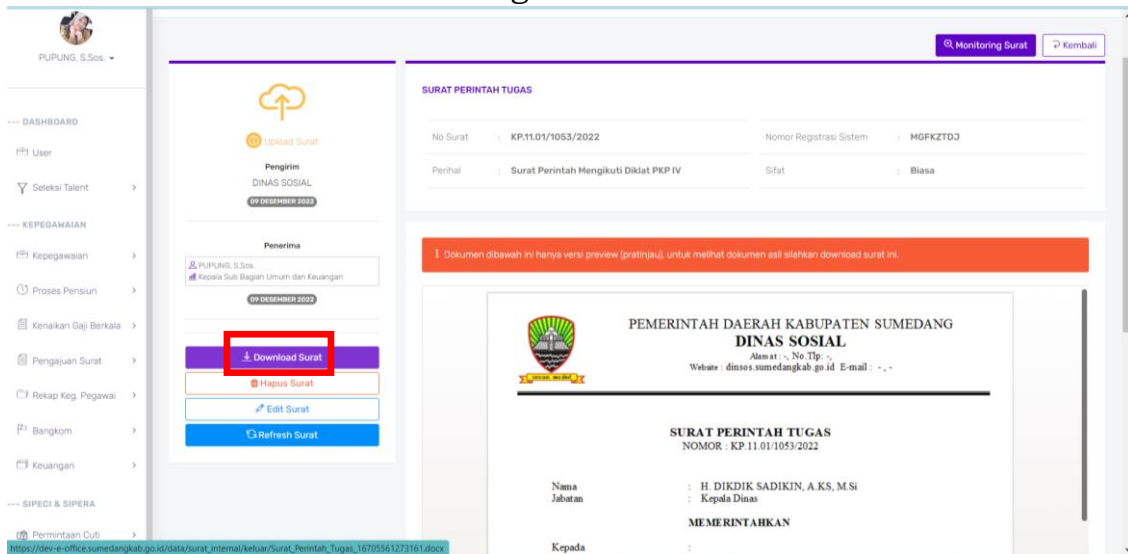 PUPUNG, S.Sos.
--- DASHBOARD
User
Seleksi Talent
--- KEPEGAWAIAN
Kepegawaian
Proses Pensiun
Kenaikan Gaji Berkala
Pengajuan Surat
Rekap Keg. Pegawai
Bangkom
Keuangan
--- SIPECI & SIPERA
Permintaan Cuti
Monitoring Surat
Kembali
Upload Surat
Pengirim
DINAS SOSIAL
09 DESEMBER 2022
Penerima
PUPUNG, S.Sos.
Kepala Sub Bagian Umum dan Keuangan
09 DESEMBER 2022
Download Surat
Hapus Surat
Edit Surat
Refresh Surat
SURAT PERINTAH TUGAS
No Surat : KP.11.01/1053/2022 Nomor Registrasi Sistem : MGFKZTDJ
Perihal : Surat Perintah Mengikuti Diklat PKP IV Sifat : Biasa
Dokumen dibawah ini hanya versi preview (pratinjau), untuk melihat dokumen asli silahkan download surat ini.
PEMERINTAH DAERAH KABUPATEN SUMEDANG
DINAS SOSIAL
Alamat : -, No.Tlp: -,
Website : dinsos.sumedangkab.go.id E-mail : - , -
SURAT PERINTAH TUGAS
NOMOR : KP.11.01/1053/2022
Nama : H. DIKDIK SADIKIN, A.KS, M.Si
Jabatan : Kepala Dinas
MEMERINTAHKAN
Kepada :
https://dev-e-office.sumedangkab.go.id/data/surat_internal/keluar/Surat_Perintah_Tugas_16705561273161.docx